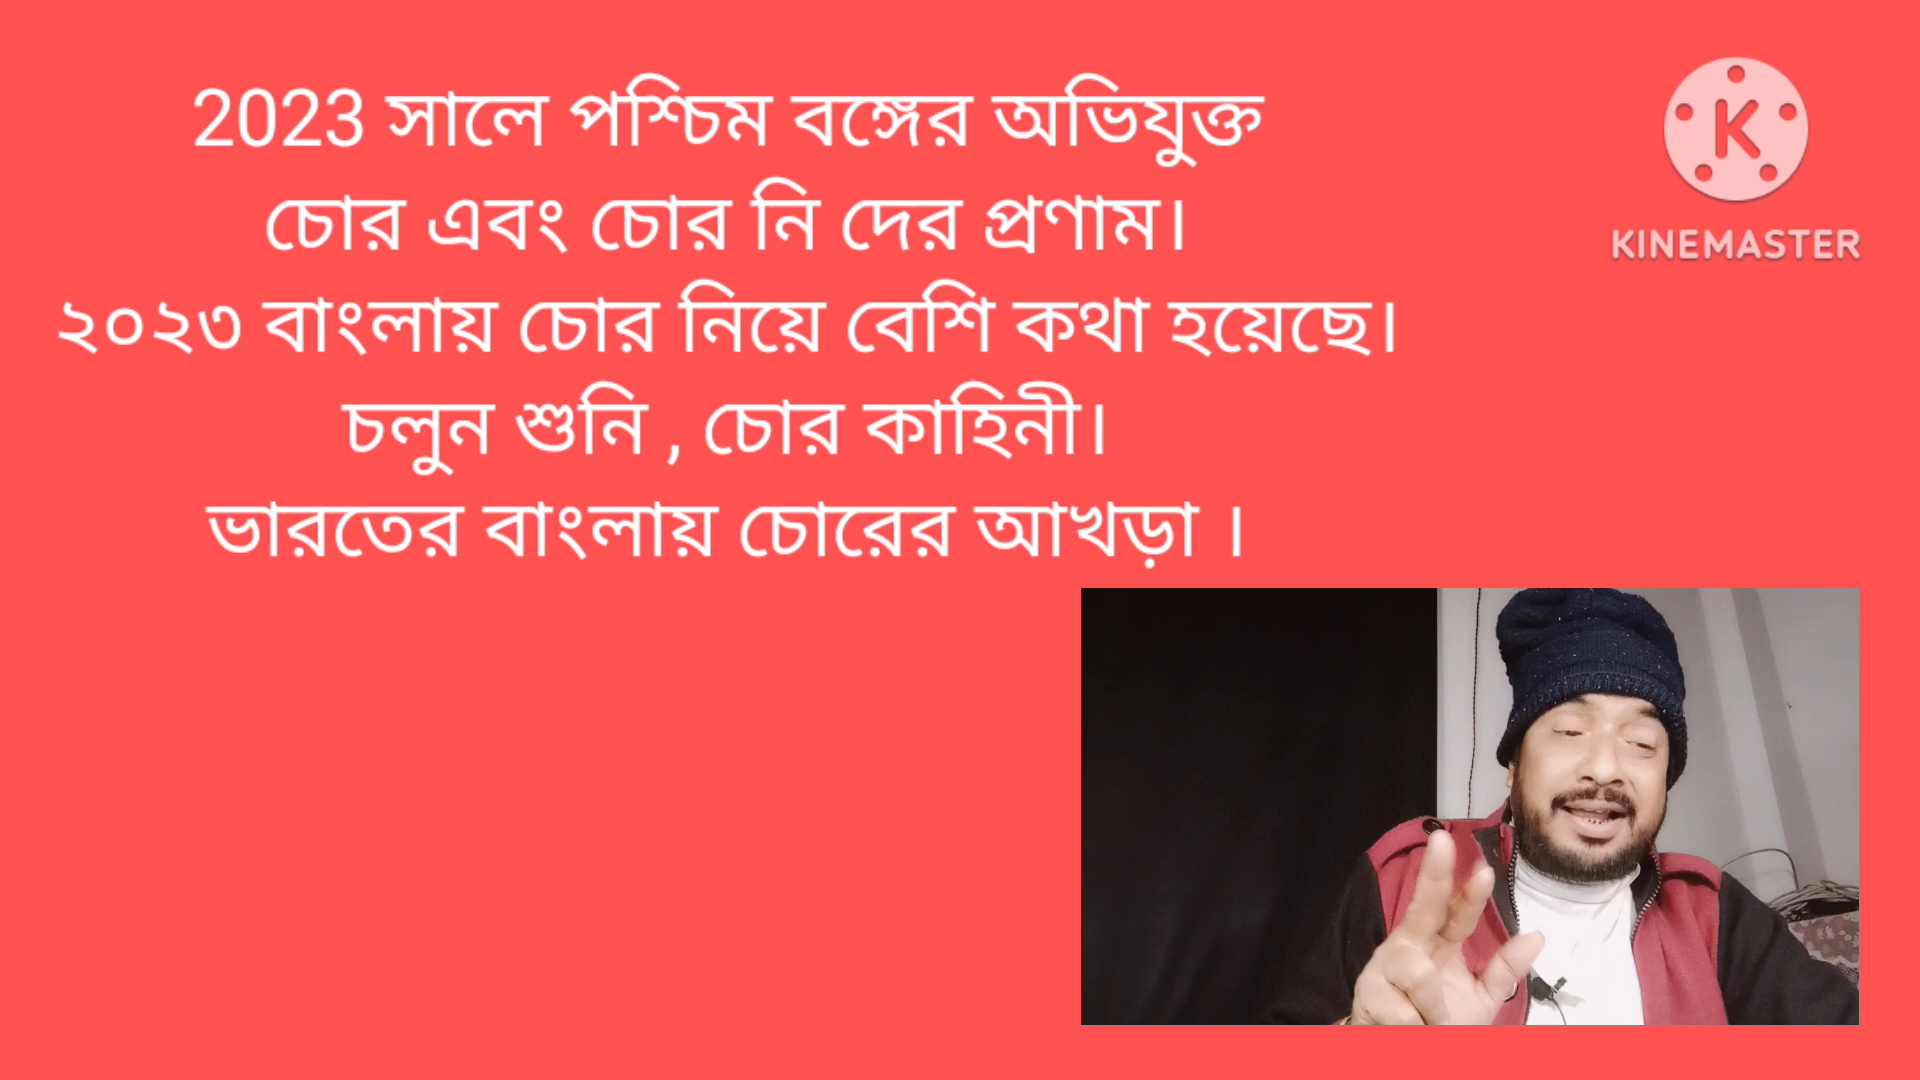 2023 সালে পশ্চিম বঙ্গের অভিযুক্ত
চোর এবং চোর নি দের প্রণাম।
২০২৩ বাংলায় চোর নিয়ে বেশি কথা হয়েছে।
চলুন শুনি , চোর কাহিনী।
ভারতের বাংলায় চোরের আখড়া ।
K
KINEMASTER